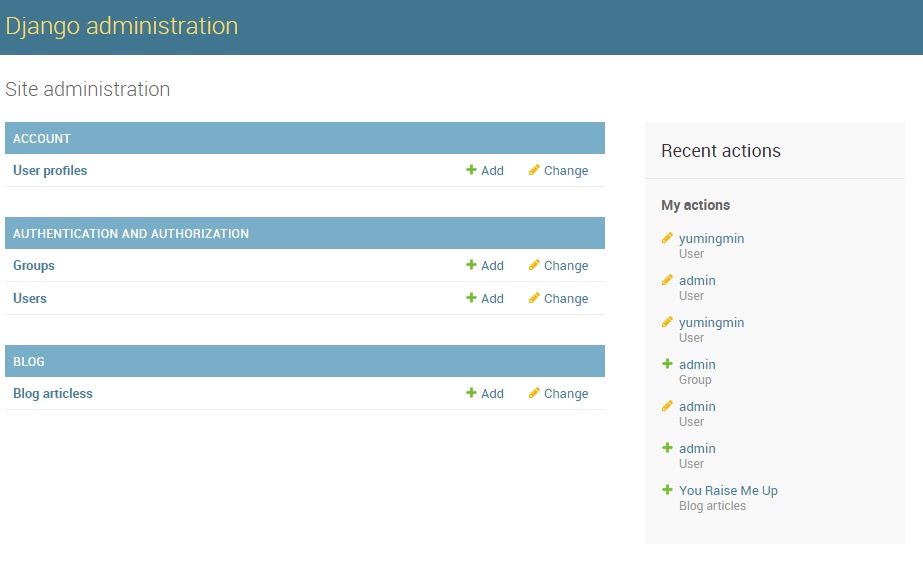 Django administration
Site administration
ACCOUNT
User profiles Add Change
AUTHENTICATION AND AUTHORIZATION
Groups Add Change
Users Add Change
BLOG
Blog articless Add Change
Recent actions
My actions
yumingmin
User
admin
User
yumingmin
User
admin
Group
admin
User
admin
User
You Raise Me Up
Blog articles